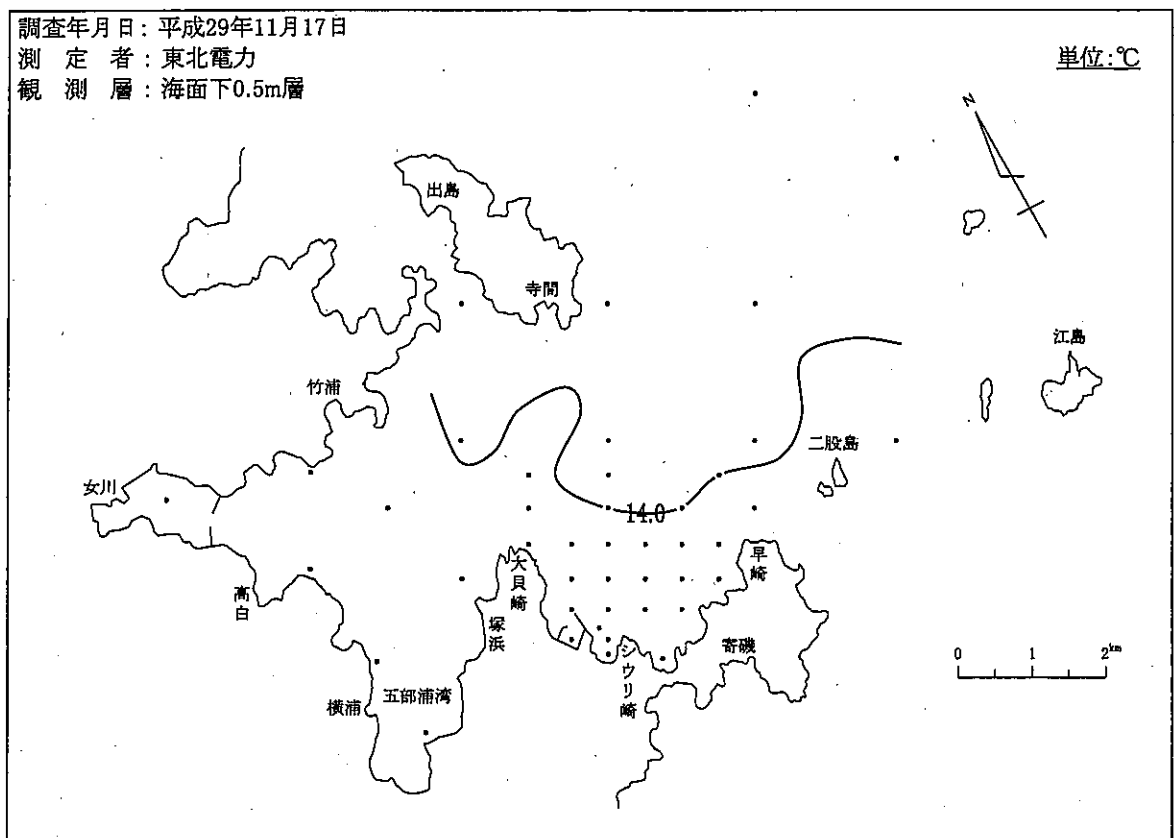 調査年月日：平成29年11月17日
測　定　者：東北電力
観　測　層：海面下0.5m層
単位:℃
N
出島
寺間
江島
竹浦
二股島
女川
14.0
早崎
大貝崎
高白
塚浜
寄磯
シウリ崎
五部浦湾
横浦
0 1 2km